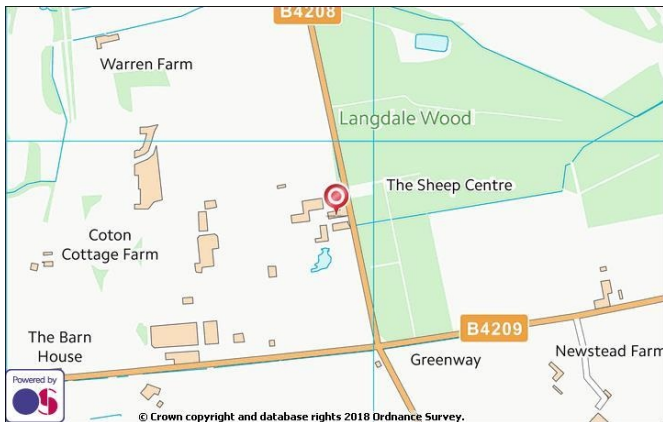 B4208
Warren Farm
Langdale Wood
The Sheep Centre
Coton
Cottage Farm
B4209
The Barn
House
Greenway
Newstead Farm
Powered by
OS
© Crown copyright and database rights 2018 Ordnance Survey.